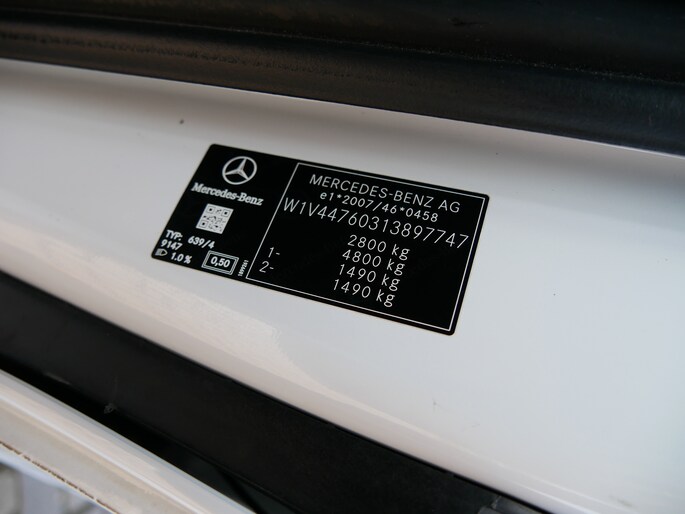 Mercedes-Benz
TYP: 639/4
9147
1.0 % 0,50
MERCEDES-BENZ AG
e1*2007/46*0458
W1V44760313897747
2800 kg
4800 kg
1- 1490 kg
2- 1490 kg